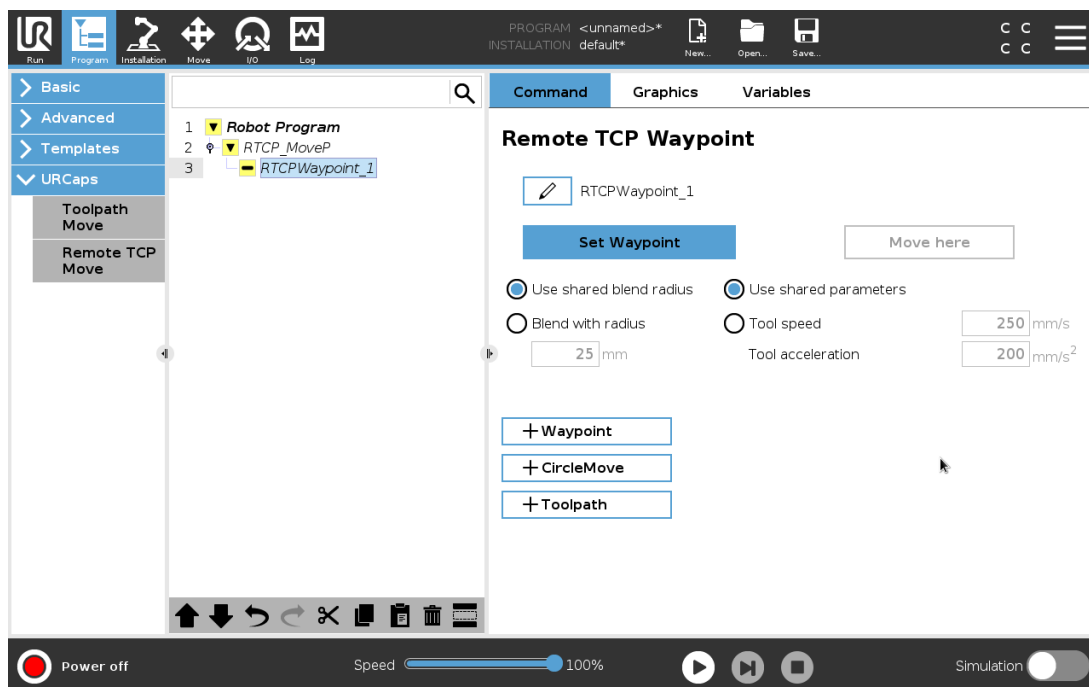 PROGRAM <unnamed>*
INSTALLATION default*
C C
C C
Run
Program
Installation
Move
I/O
Log
New...
Open...
Save...
Basic
Advanced
Templates
URCaps
Toolpath
Move
Remote TCP
Move
1 Robot Program
2 RTCP_MoveP
3 RTCPWaypoint_1
Command Graphics Variables
Remote TCP Waypoint
RTCPWaypoint_1
Set Waypoint Move here
Use shared blend radius Use shared parameters
Blend with radius Tool speed 250 mm/s
25 mm Tool acceleration 200 mm/s²
+ Waypoint
+ CircleMove
+ Toolpath
Power off Speed 100% Simulation